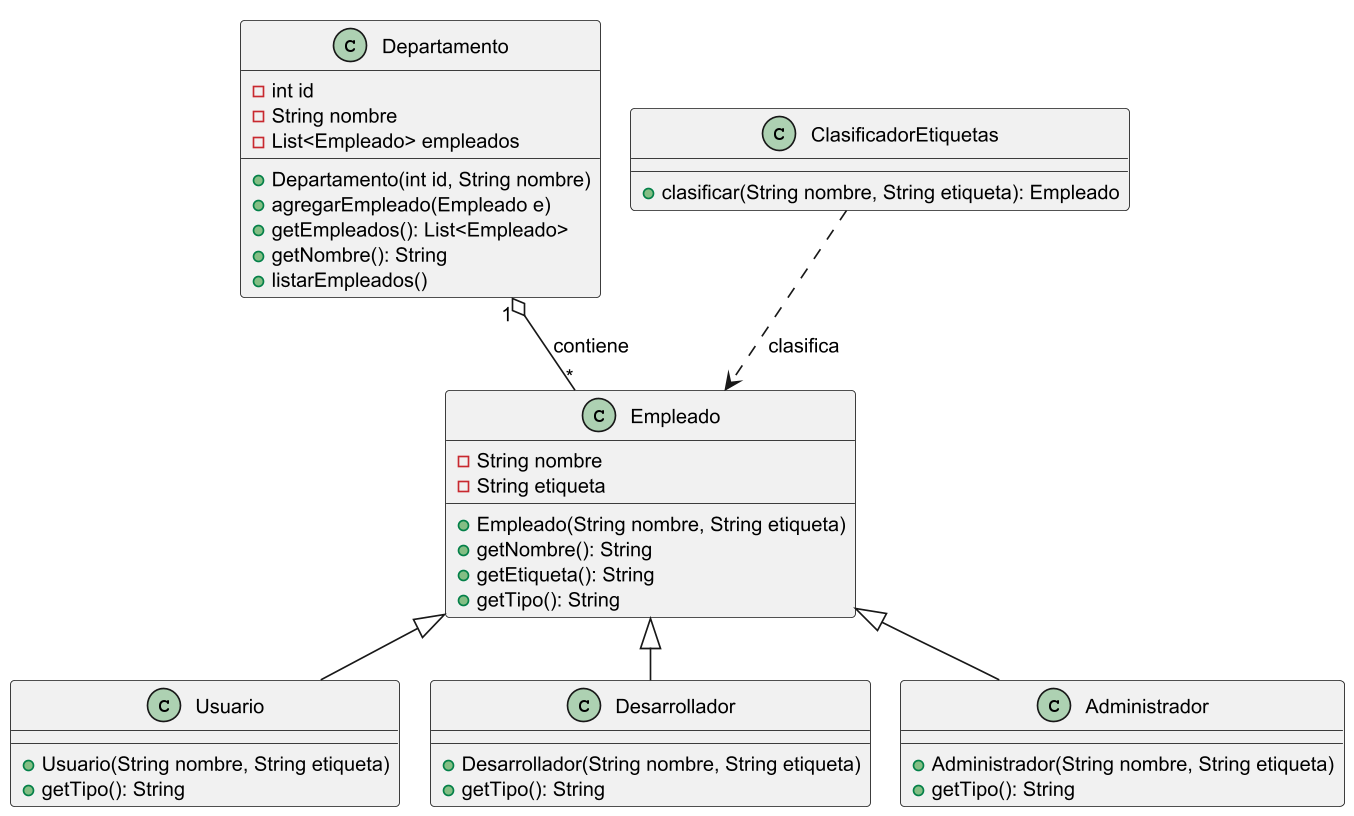 C Departamento
int id
String nombre
List<Empleado> empleados
Departamento(int id, String nombre)
agregarEmpleado(Empleado e)
getEmpleados(): List<Empleado>
getNombre(): String
listarEmpleados()
C ClasificadorEtiquetas
clasificar(String nombre, String etiqueta): Empleado
1
contiene
*
clasifica
C Empleado
String nombre
String etiqueta
Empleado(String nombre, String etiqueta)
getNombre(): String
getEtiqueta(): String
getTipo(): String
C Usuario
Usuario(String nombre, String etiqueta)
getTipo(): String
C Desarrollador
Desarrollador(String nombre, String etiqueta)
getTipo(): String
C Administrador
Administrador(String nombre, String etiqueta)
getTipo(): String